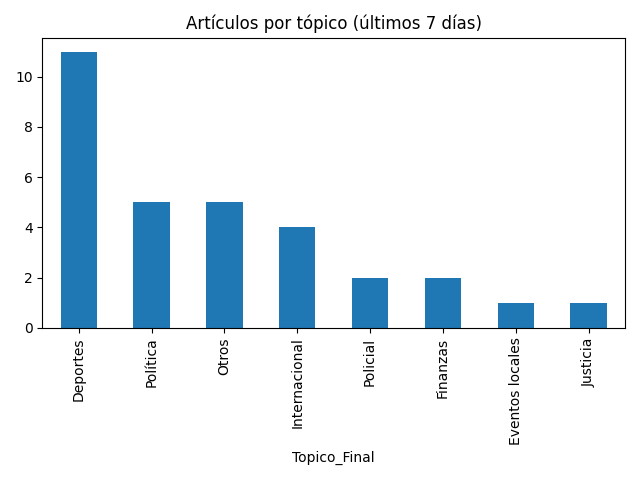 Artículos por tópico (últimos 7 días)
10
8
6
4
2
0
Deportes
Política
Otros
Internacional
Policial
Finanzas
Eventos locales
Justicia
Topico_Final